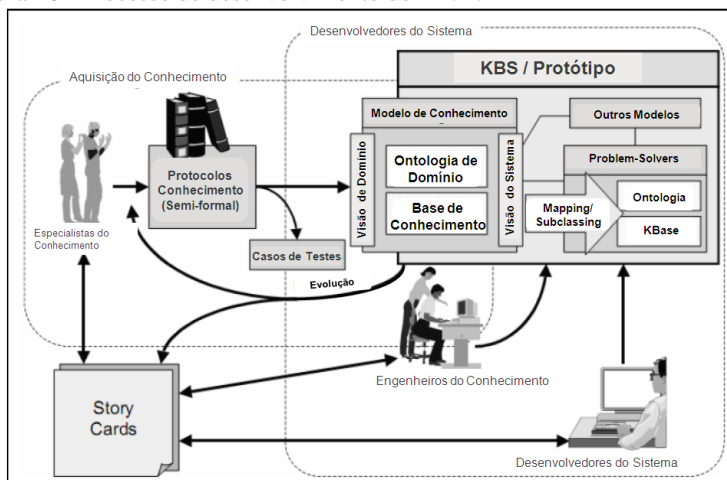 Desenvolvedores do Sistema
KBS / Protótipo
Aquisição do Conhecimento
Modelo de Conhecimento
Outros Modelos
Visão de Domínio
Ontologia de
Domínio
Base de
Conhecimento
Visão do Sistema
Problem-Solvers
Mapping/
Subclassing
Ontologia
KBase
Protocolos
Conhecimento
(Semi-formal)
Especialistas do
Conhecimento
Casos de Testes
Evolução
Engenheiros do Conhecimento
Story
Cards
Desenvolvedores do Sistema